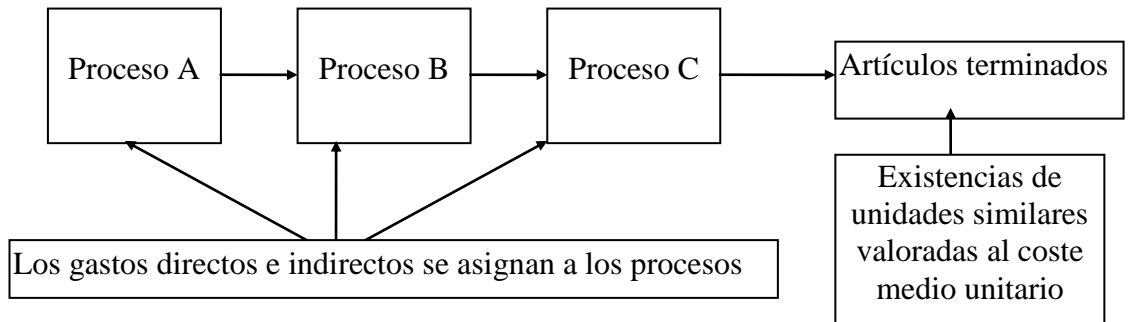 Proceso A
Proceso B
Proceso C
Artículos terminados
Los gastos directos e indirectos se asignan a los procesos
Existencias de
unidades similares
valoradas al coste
medio unitario